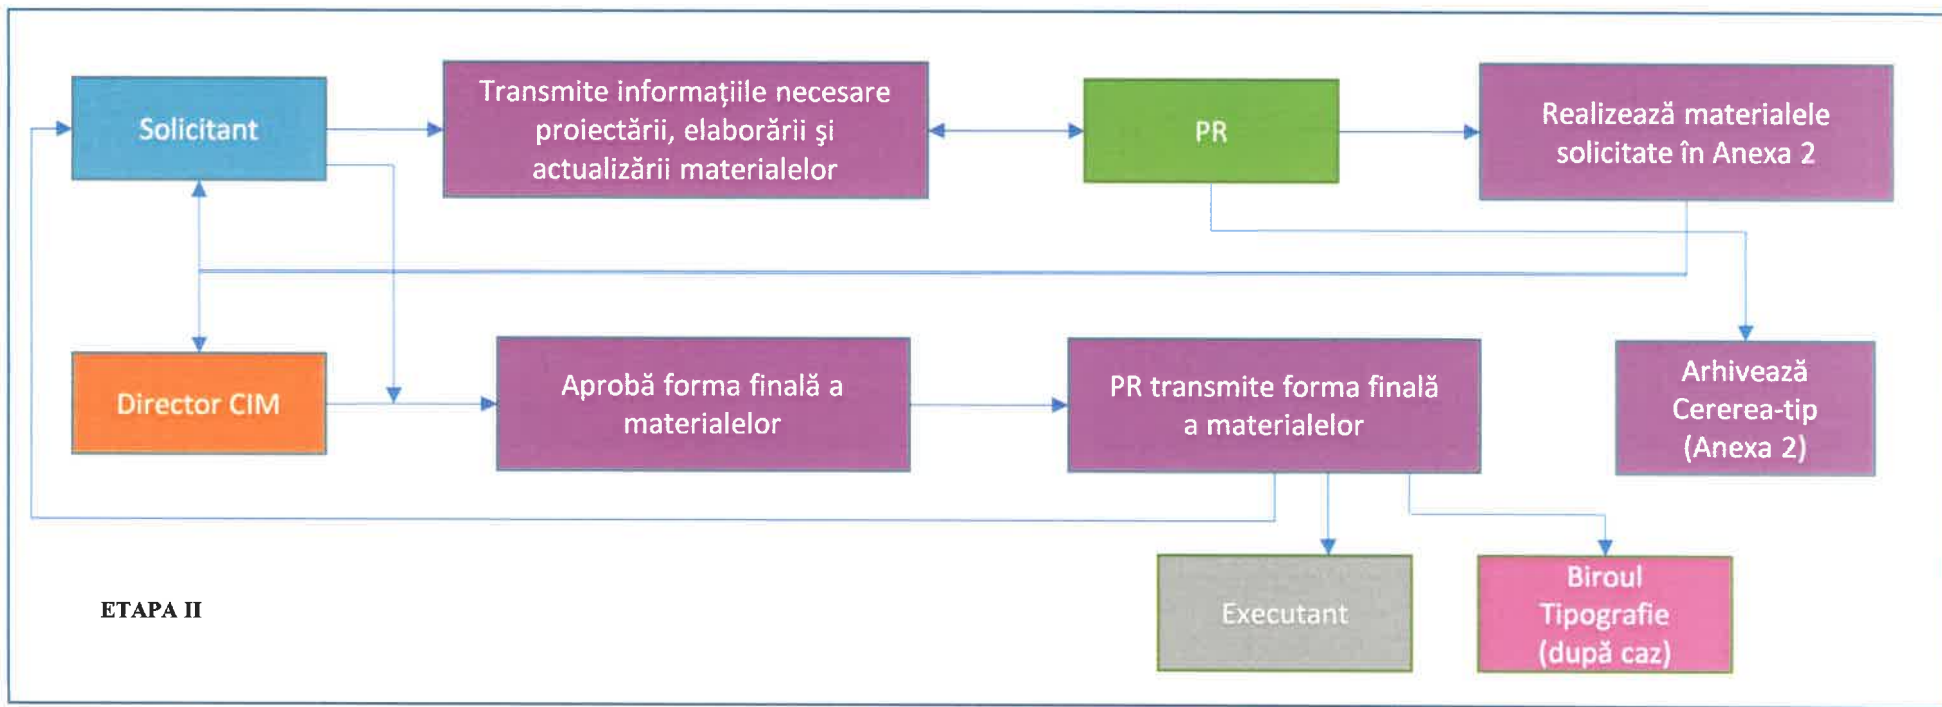 Solicitant
Transmite informațiile necesare
proiectării, elaborării și
actualizării materialelor
PR
Realizează materialele
solicitate în Anexa 2
Director CIM
Aprobă forma finală a
materialelor
PR transmite forma finală
a materialelor
Arhivează
Cererea-tip
(Anexa 2)
ETAPA II
Executant
Biroul
Tipografie
(după caz)